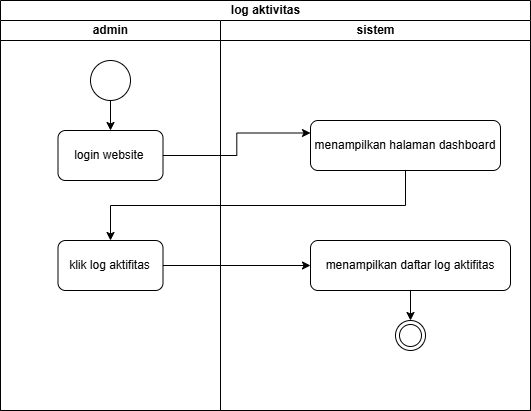 log aktivitas
admin
sistem
login website
menampilkan halaman dashboard
klik log aktifitas
menampilkan daftar log aktifitas